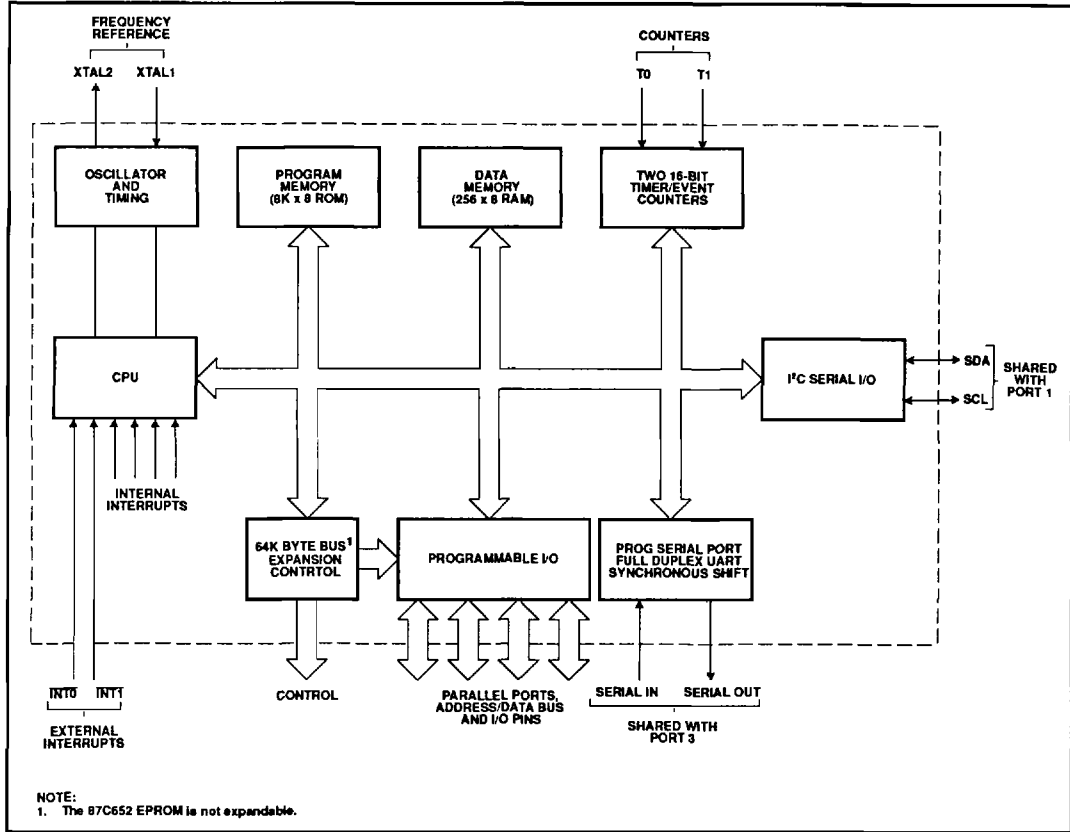 FREQUENCY
REFERENCE
XTAL2 XTAL1
COUNTERS
T0 T1
OSCILLATOR
AND
TIMING
PROGRAM
MEMORY
(8K x 8 ROM)
DATA
MEMORY
(256 x 8 RAM)
TWO 16-BIT
TIMER/EVENT
COUNTERS
CPU
I²C SERIAL I/O
SDA
SCL
SHARED
WITH
PORT 1
INTERNAL
INTERRUPTS
64K BYTE BUS¹
EXPANSION
CONTRTOL
PROGRAMMABLE I/O
PROG SERIAL PORT
FULL DUPLEX UART
SYNCHRONOUS SHIFT
INT0 INT1
EXTERNAL
INTERRUPTS
CONTROL
PARALLEL PORTS,
ADDRESS/DATA BUS
AND I/O PINS
SERIAL IN SERIAL OUT
SHARED WITH
PORT 3
NOTE:
1. The 87C652 EPROM is not expandable.